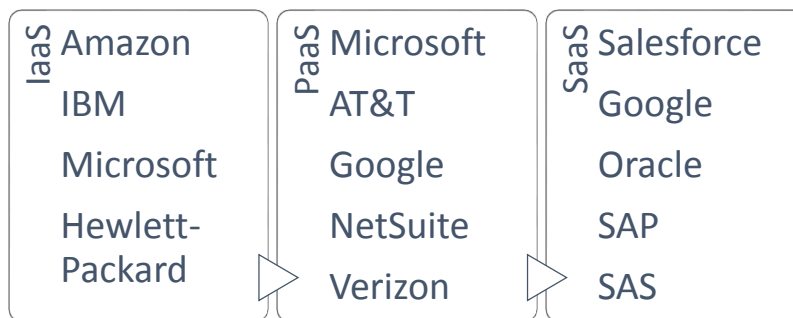 IaaS
Amazon
IBM
Microsoft
Hewlett-
Packard
PaaS
Microsoft
AT&T
Google
NetSuite
Verizon
SaaS
Salesforce
Google
Oracle
SAP
SAS